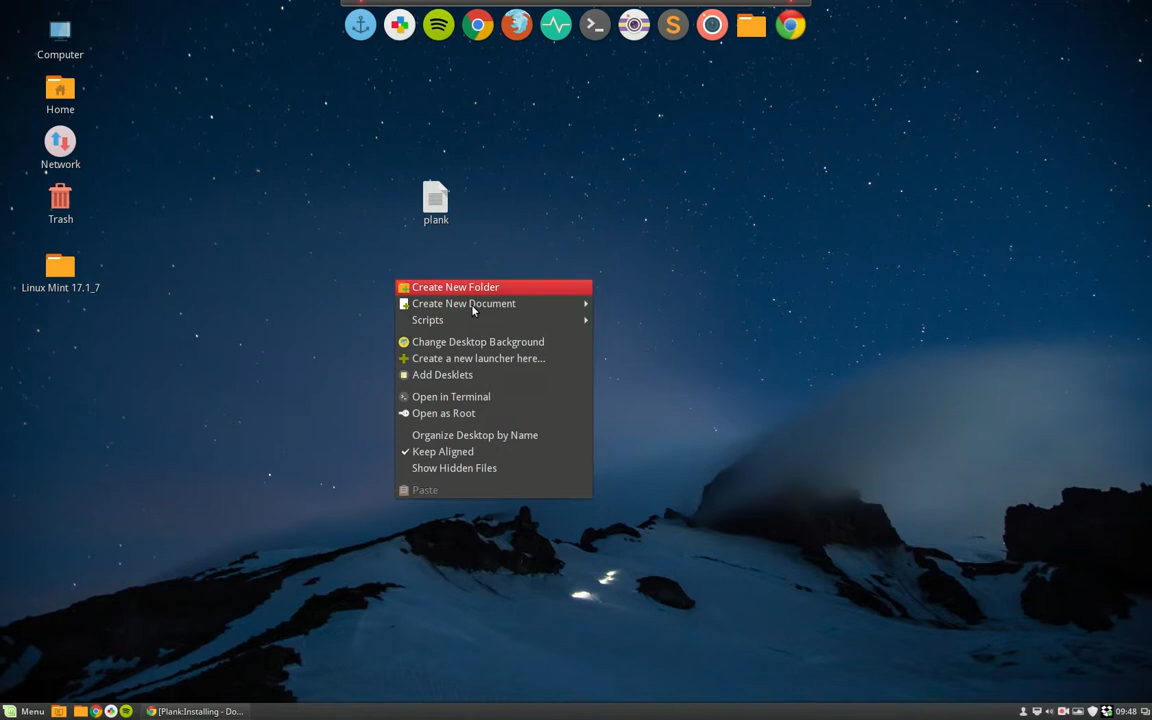 Computer
Home
Network
Trash
Linux Mint 17.1_7
plank
Create New Folder
Create New Document
Scripts
Change Desktop Background
Create a new launcher here...
Add Desklets
Open in Terminal
Open as Root
Organize Desktop by Name
Keep Aligned
Show Hidden Files
Paste
Menu
[Plank:Installing - Do...
09:48